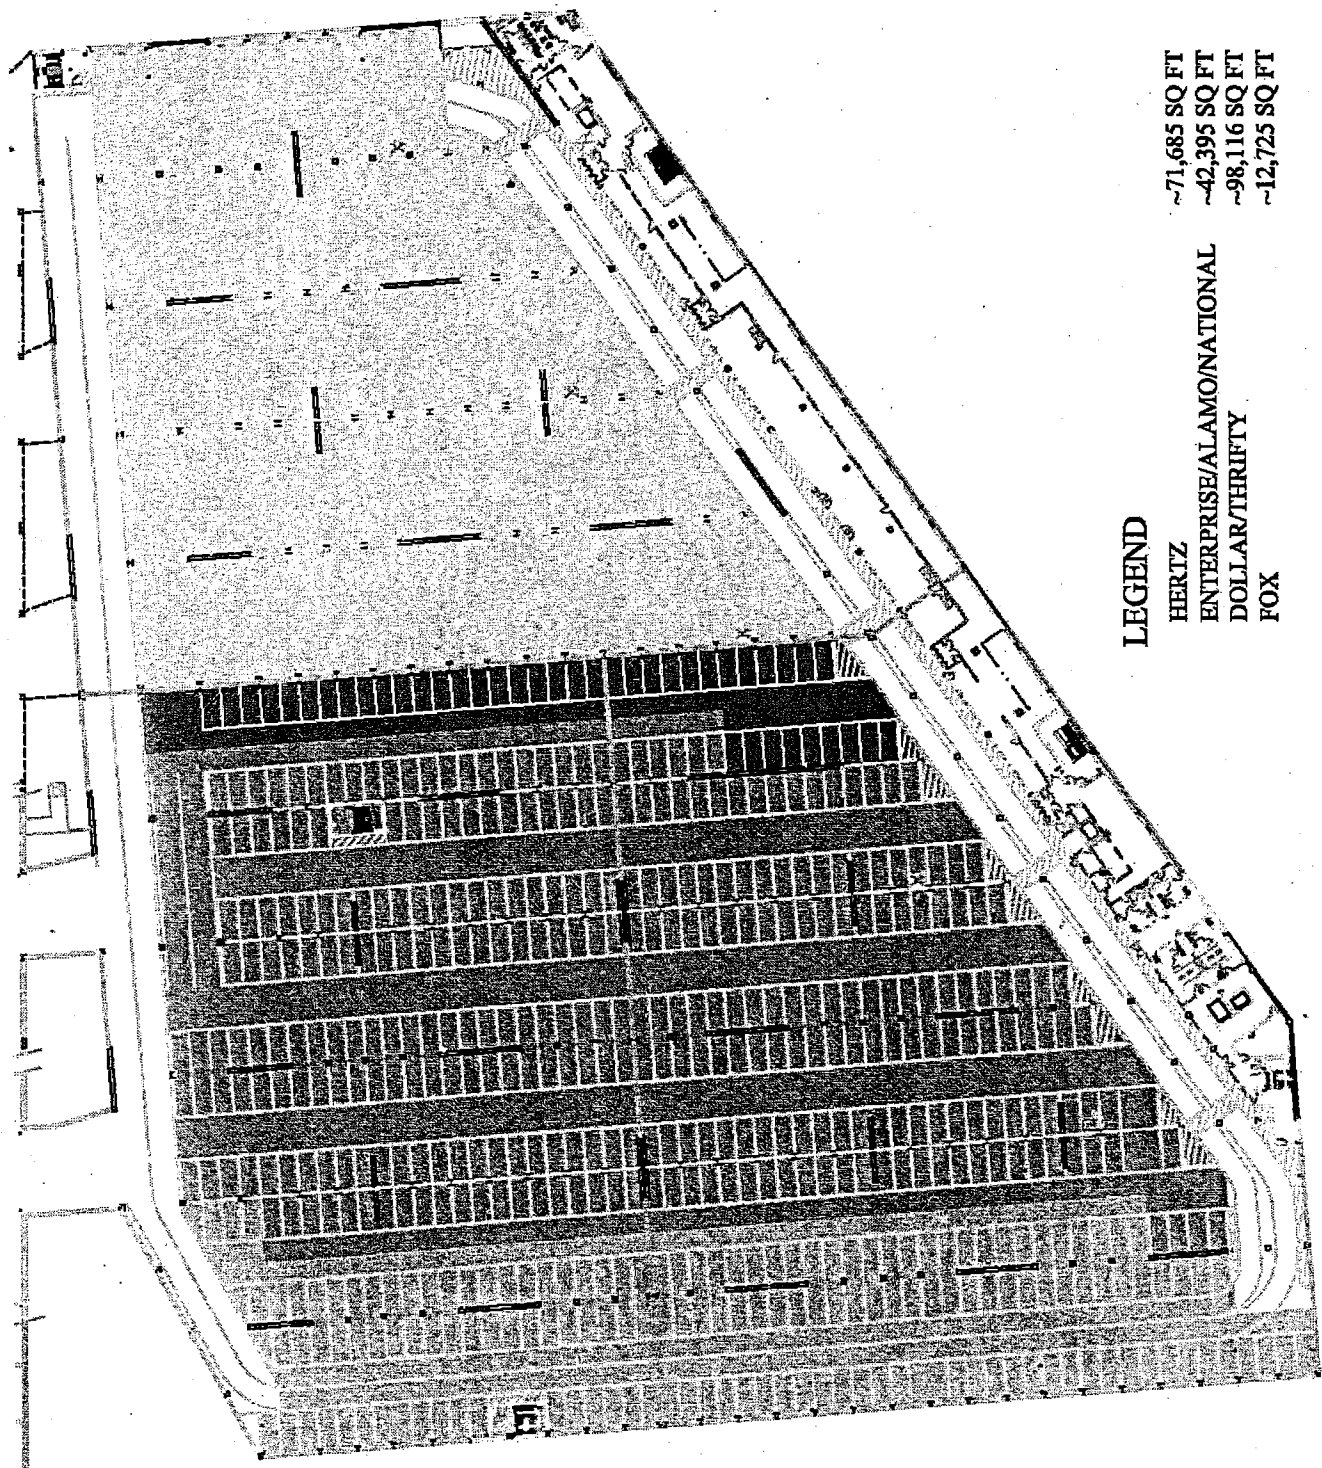 LEGEND
HERTZ ~71,685 SQ FT
ENTERPRISE/ALAMO/NATIONAL ~42,395 SQ FT
DOLLAR/THRIFTY ~98,116 SQ FT
FOX ~12,725 SQ FT